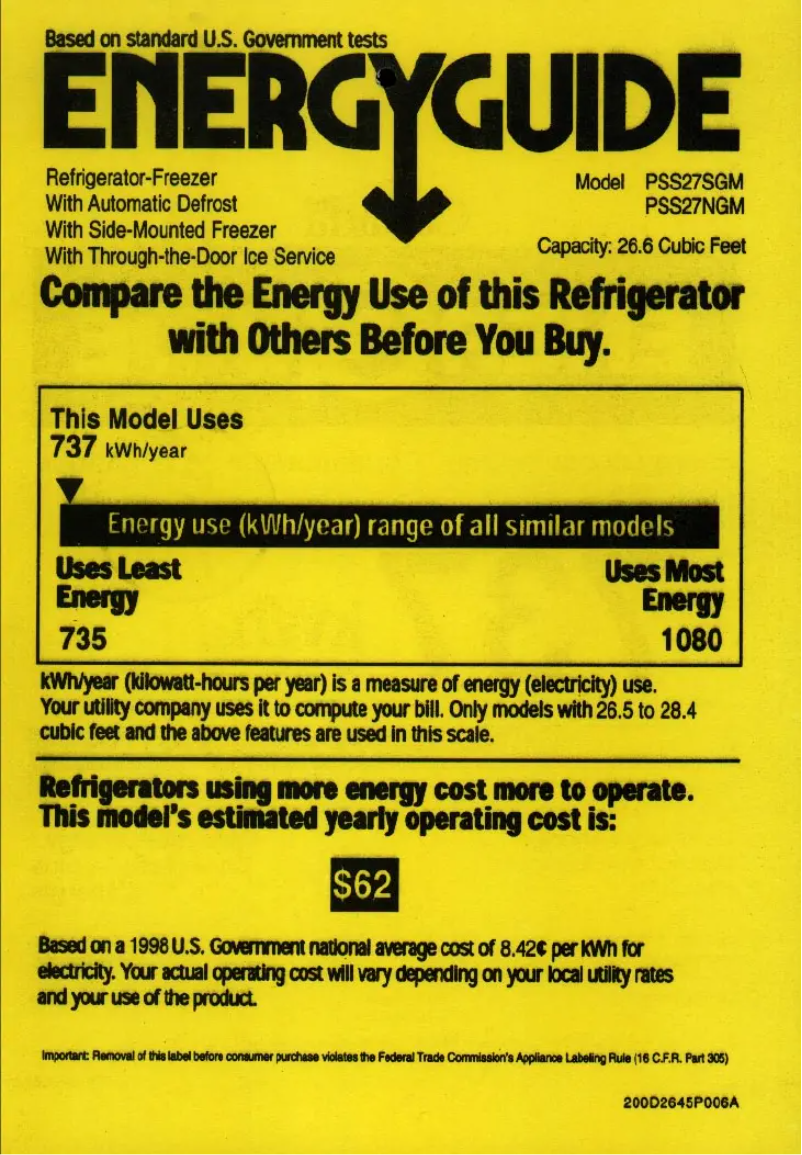 Based on standard U.S. Government tests
ENERGYGUIDE
Refrigerator-Freezer
With Automatic Defrost
With Side-Mounted Freezer
With Through-the-Door Ice Service
Model PSS27SGM
PSS27NGM
Capacity: 26.6 Cubic Feet
Compare the Energy Use of this Refrigerator
with Others Before You Buy.
This Model Uses
737 kWh/year
Energy use (kWh/year) range of all similar models
Uses Least
Energy
735
Uses Most
Energy
1080
kWh/year (kilowatt-hours per year) is a measure of energy (electricity) use.
Your utility company uses it to compute your bill. Only models with 26.5 to 28.4
cubic feet and the above features are used in this scale.
Refrigerators using more energy cost more to operate.
This model's estimated yearly operating cost is:
$62
Based on a 1998 U.S. Government national average cost of 8.42¢ per kWh for
electricity. Your actual operating cost will vary depending on your local utility rates
and your use of the product.
Important: Removal of this label before consumer purchase violates the Federal Trade Commission's Appliance Labeling Rule (16 C.F.R. Part 305)
200D2645P006A